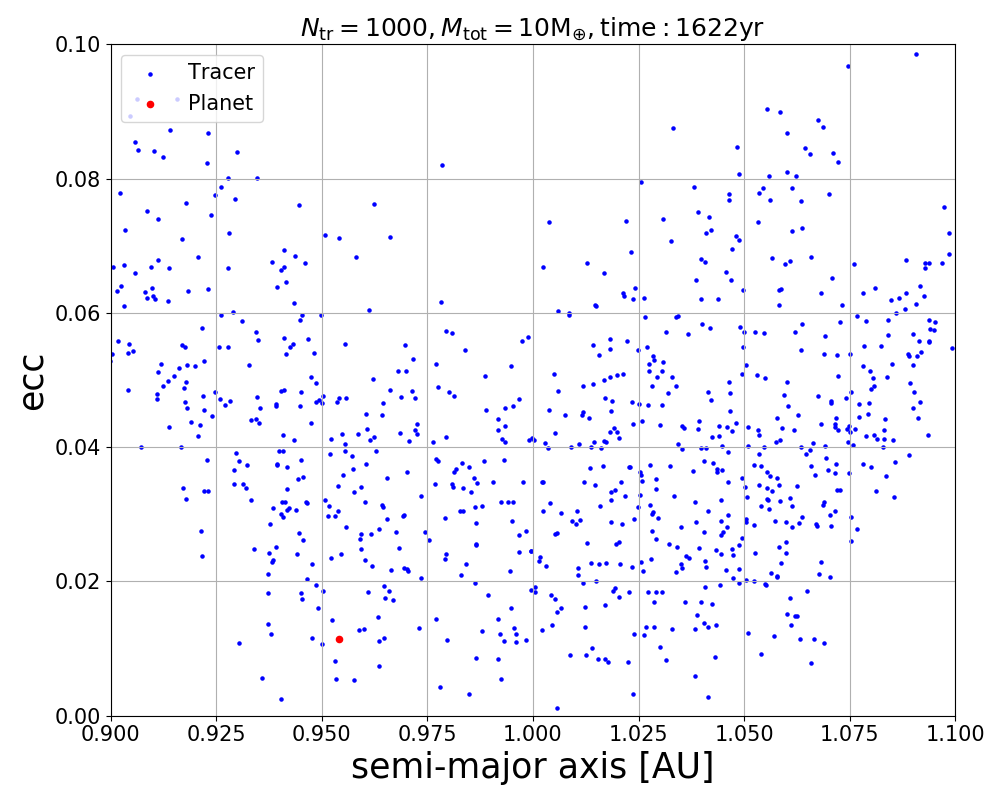 N_tr = 1000, M_tot = 10M_⊕, time : 1622yr
0.10
0.08
0.06
0.04
0.02
0.00
ecc
Tracer
Planet
0.900 0.925 0.950 0.975 1.000 1.025 1.050 1.075 1.100
semi-major axis [AU]